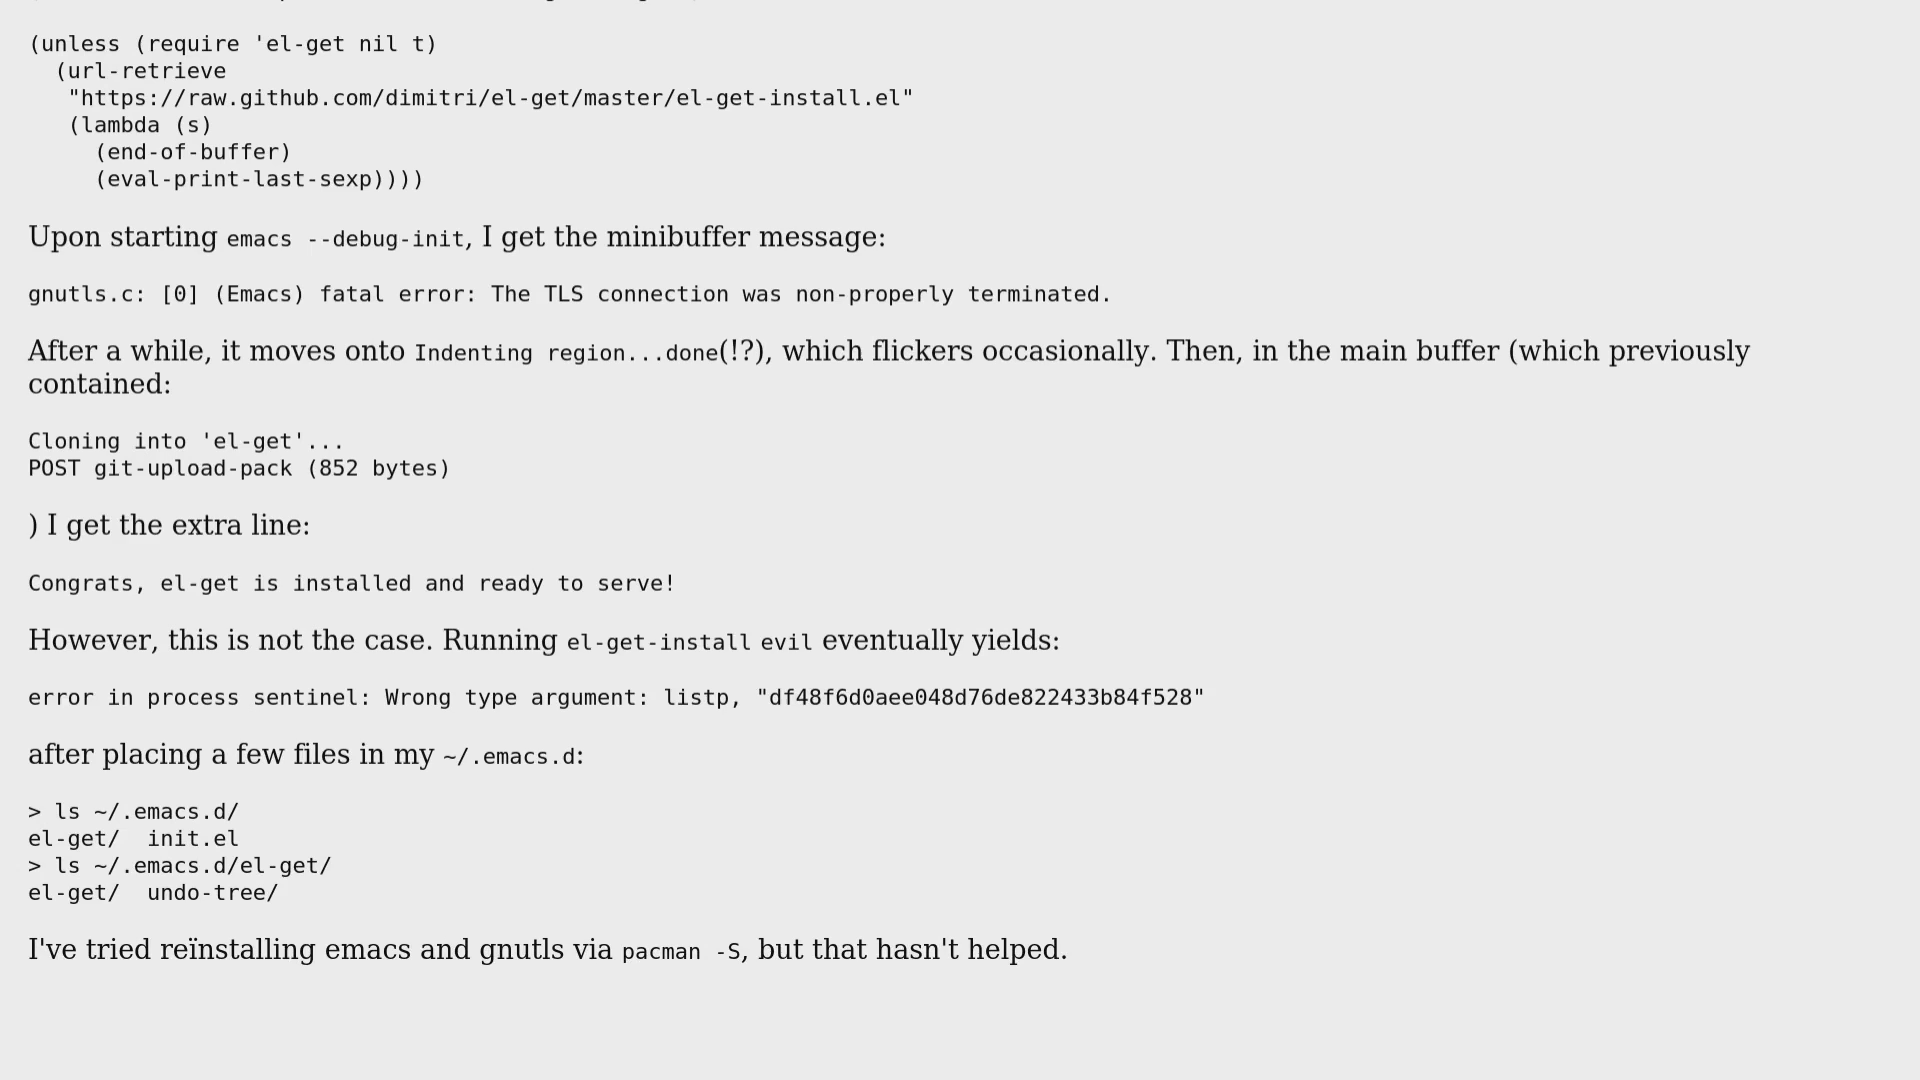 (unless (require 'el-get nil t)
  (url-retrieve
   "https://raw.github.com/dimitri/el-get/master/el-get-install.el"
   (lambda (s)
     (end-of-buffer)
     (eval-print-last-sexp))))
Upon starting emacs --debug-init, I get the minibuffer message:
gnutls.c: [0] (Emacs) fatal error: The TLS connection was non-properly terminated.
After a while, it moves onto Indenting region...done(!?), which flickers occasionally. Then, in the main buffer (which previously
contained:
Cloning into 'el-get'...
POST git-upload-pack (852 bytes)
) I get the extra line:
Congrats, el-get is installed and ready to serve!
However, this is not the case. Running el-get-install evil eventually yields:
error in process sentinel: Wrong type argument: listp, "df48f6d0aee048d76de822433b84f528"
after placing a few files in my ~/.emacs.d:
> ls ~/.emacs.d/
el-get/  init.el
> ls ~/.emacs.d/el-get/
el-get/  undo-tree/
I've tried reïnstalling emacs and gnutls via pacman -S, but that hasn't helped.